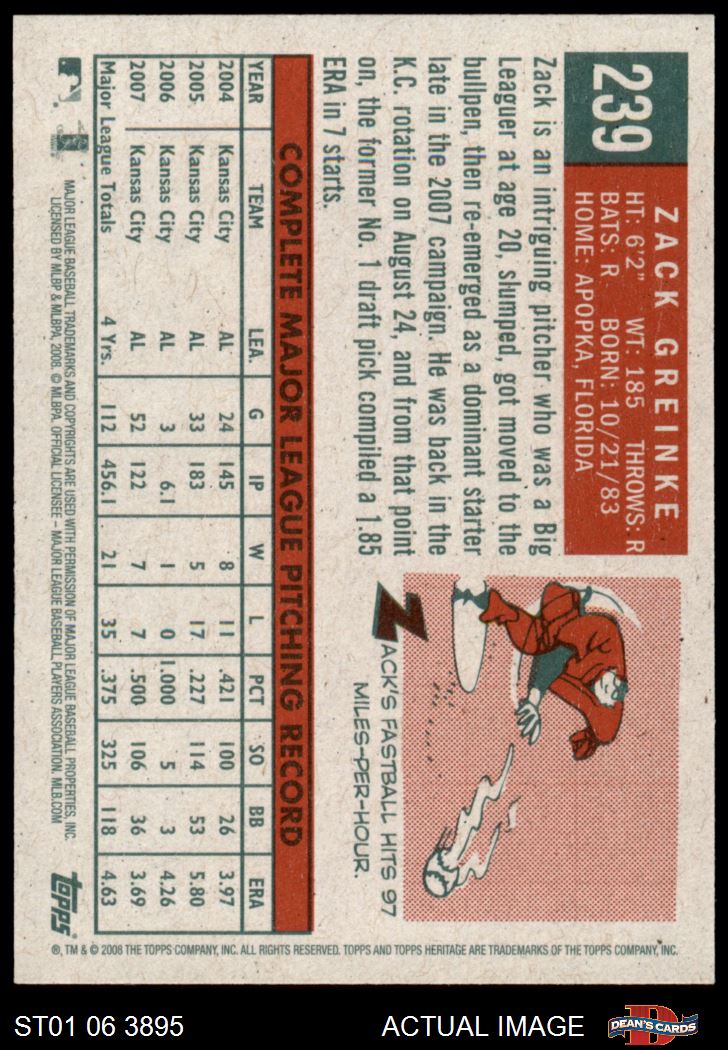 239
ZACK GREINKE
HT: 6'2" WT: 185 THROWS: R
BATS: R BORN: 10/21/83
HOME: APOPKA, FLORIDA
Zack is an intriguing pitcher who was a Big
Leaguer at age 20, slumped, got moved to the
bullpen, then re-emerged as a dominant starter
late in the 2007 campaign. He was back in the
K.C. rotation on August 24, and from that point
on, the former No. 1 draft pick compiled a 1.85
ERA in 7 starts.
ZACK'S FASTBALL HITS 97
MILES-PER-HOUR.
COMPLETE MAJOR LEAGUE PITCHING RECORD
YEAR TEAM LEA. G IP W L PCT SO BB ERA
2004 Kansas City AL 24 145 8 11 .421 100 26 3.97
2005 Kansas City AL 33 183 5 17 .227 114 53 5.80
2006 Kansas City AL 3 6.1 1 0 1.000 5 3 4.26
2007 Kansas City AL 52 122 7 7 .500 106 36 3.69
Major League Totals 4 Yrs. 112 456.1 21 35 .375 325 118 4.63
MAJOR LEAGUE BASEBALL TRADEMARKS AND COPYRIGHTS ARE USED WITH PERMISSION OF MAJOR LEAGUE BASEBALL PROPERTIES, INC.
LICENSED BY MLBP & MLBPA, 2008. © MLBPA. OFFICIAL LICENSEE – MAJOR LEAGUE BASEBALL PLAYERS ASSOCIATION. MLB.COM
Topps
®, TM & © 2008 THE TOPPS COMPANY, INC. ALL RIGHTS RESERVED. TOPPS AND TOPPS HERITAGE ARE TRADEMARKS OF THE TOPPS COMPANY, INC.
ST01 06 3895 ACTUAL IMAGE DEAN'S CARDS